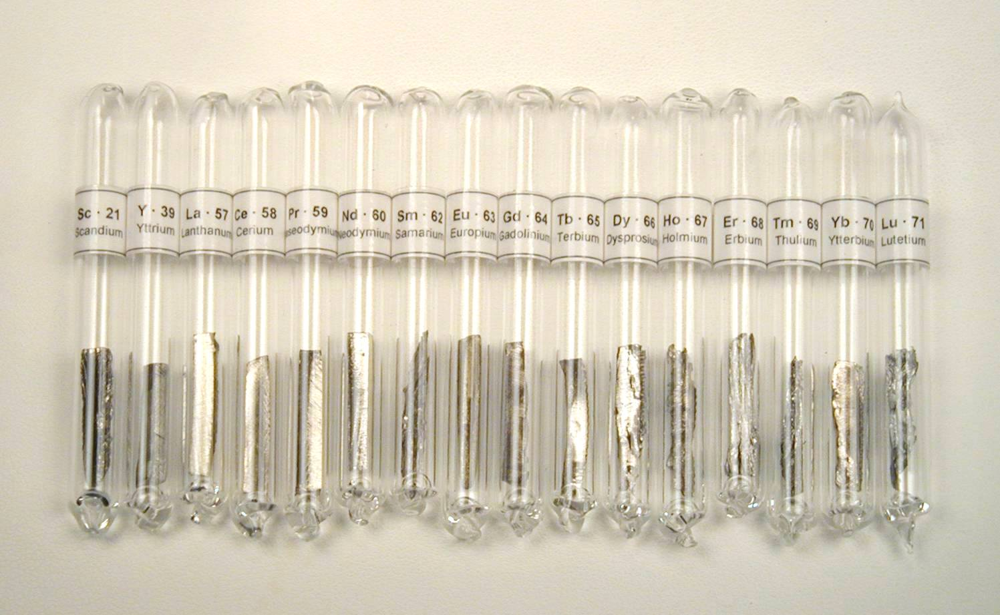 Sc · 21
Scandium
Y · 39
Yttrium
La · 57
Lanthanum
Ce · 58
Cerium
Pr · 59
seodymium
Nd · 60
Neodymium
Sm · 62
Samarium
Eu · 63
Europium
Gd · 64
Gadolinium
Tb · 65
Terbium
Dy · 66
Dysprosium
Ho · 67
Holmium
Er · 68
Erbium
Tm · 69
Thulium
Yb · 70
Ytterbium
Lu · 71
Lutetium